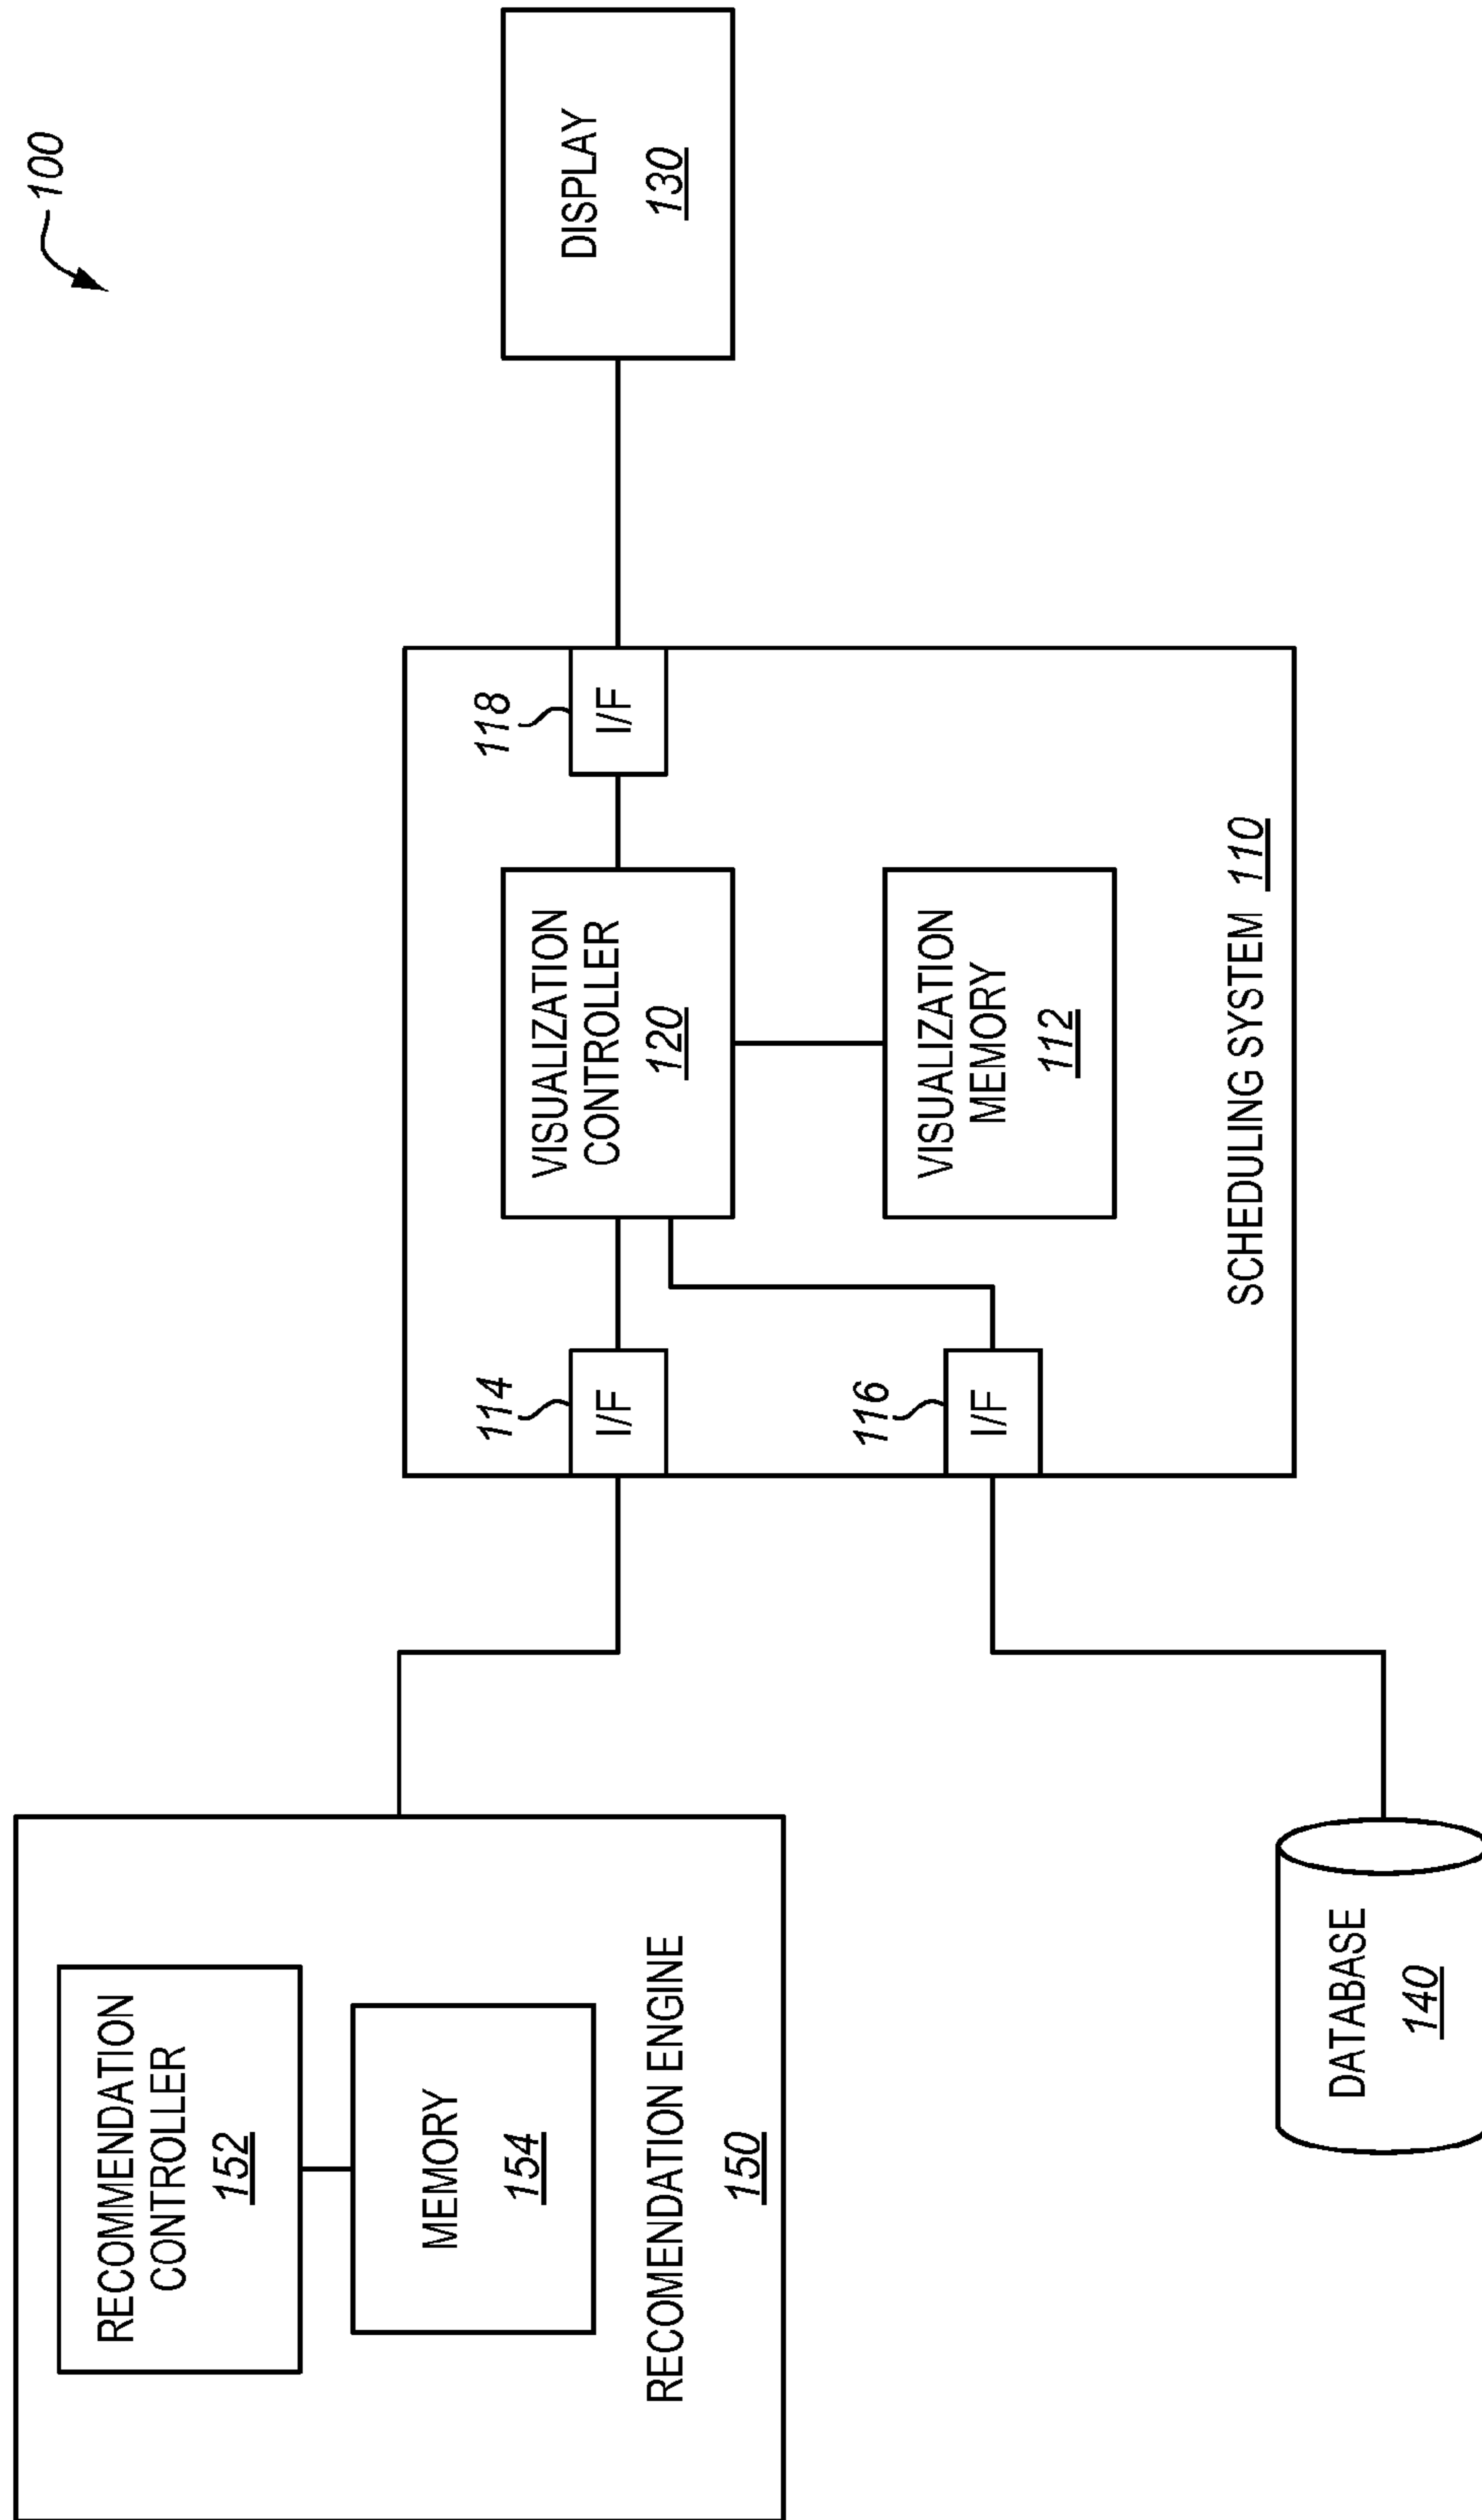 100
RECOMMENDATION
CONTROLLER
152
MEMORY
154
RECOMENDATION ENGINE
150
DATABASE
140
114
I/F
116
I/F
VISUALIZATION
CONTROLLER
120
VISUALIZATION
MEMORY
112
SCHEDULING SYSTEM 110
118
I/F
DISPLAY
130